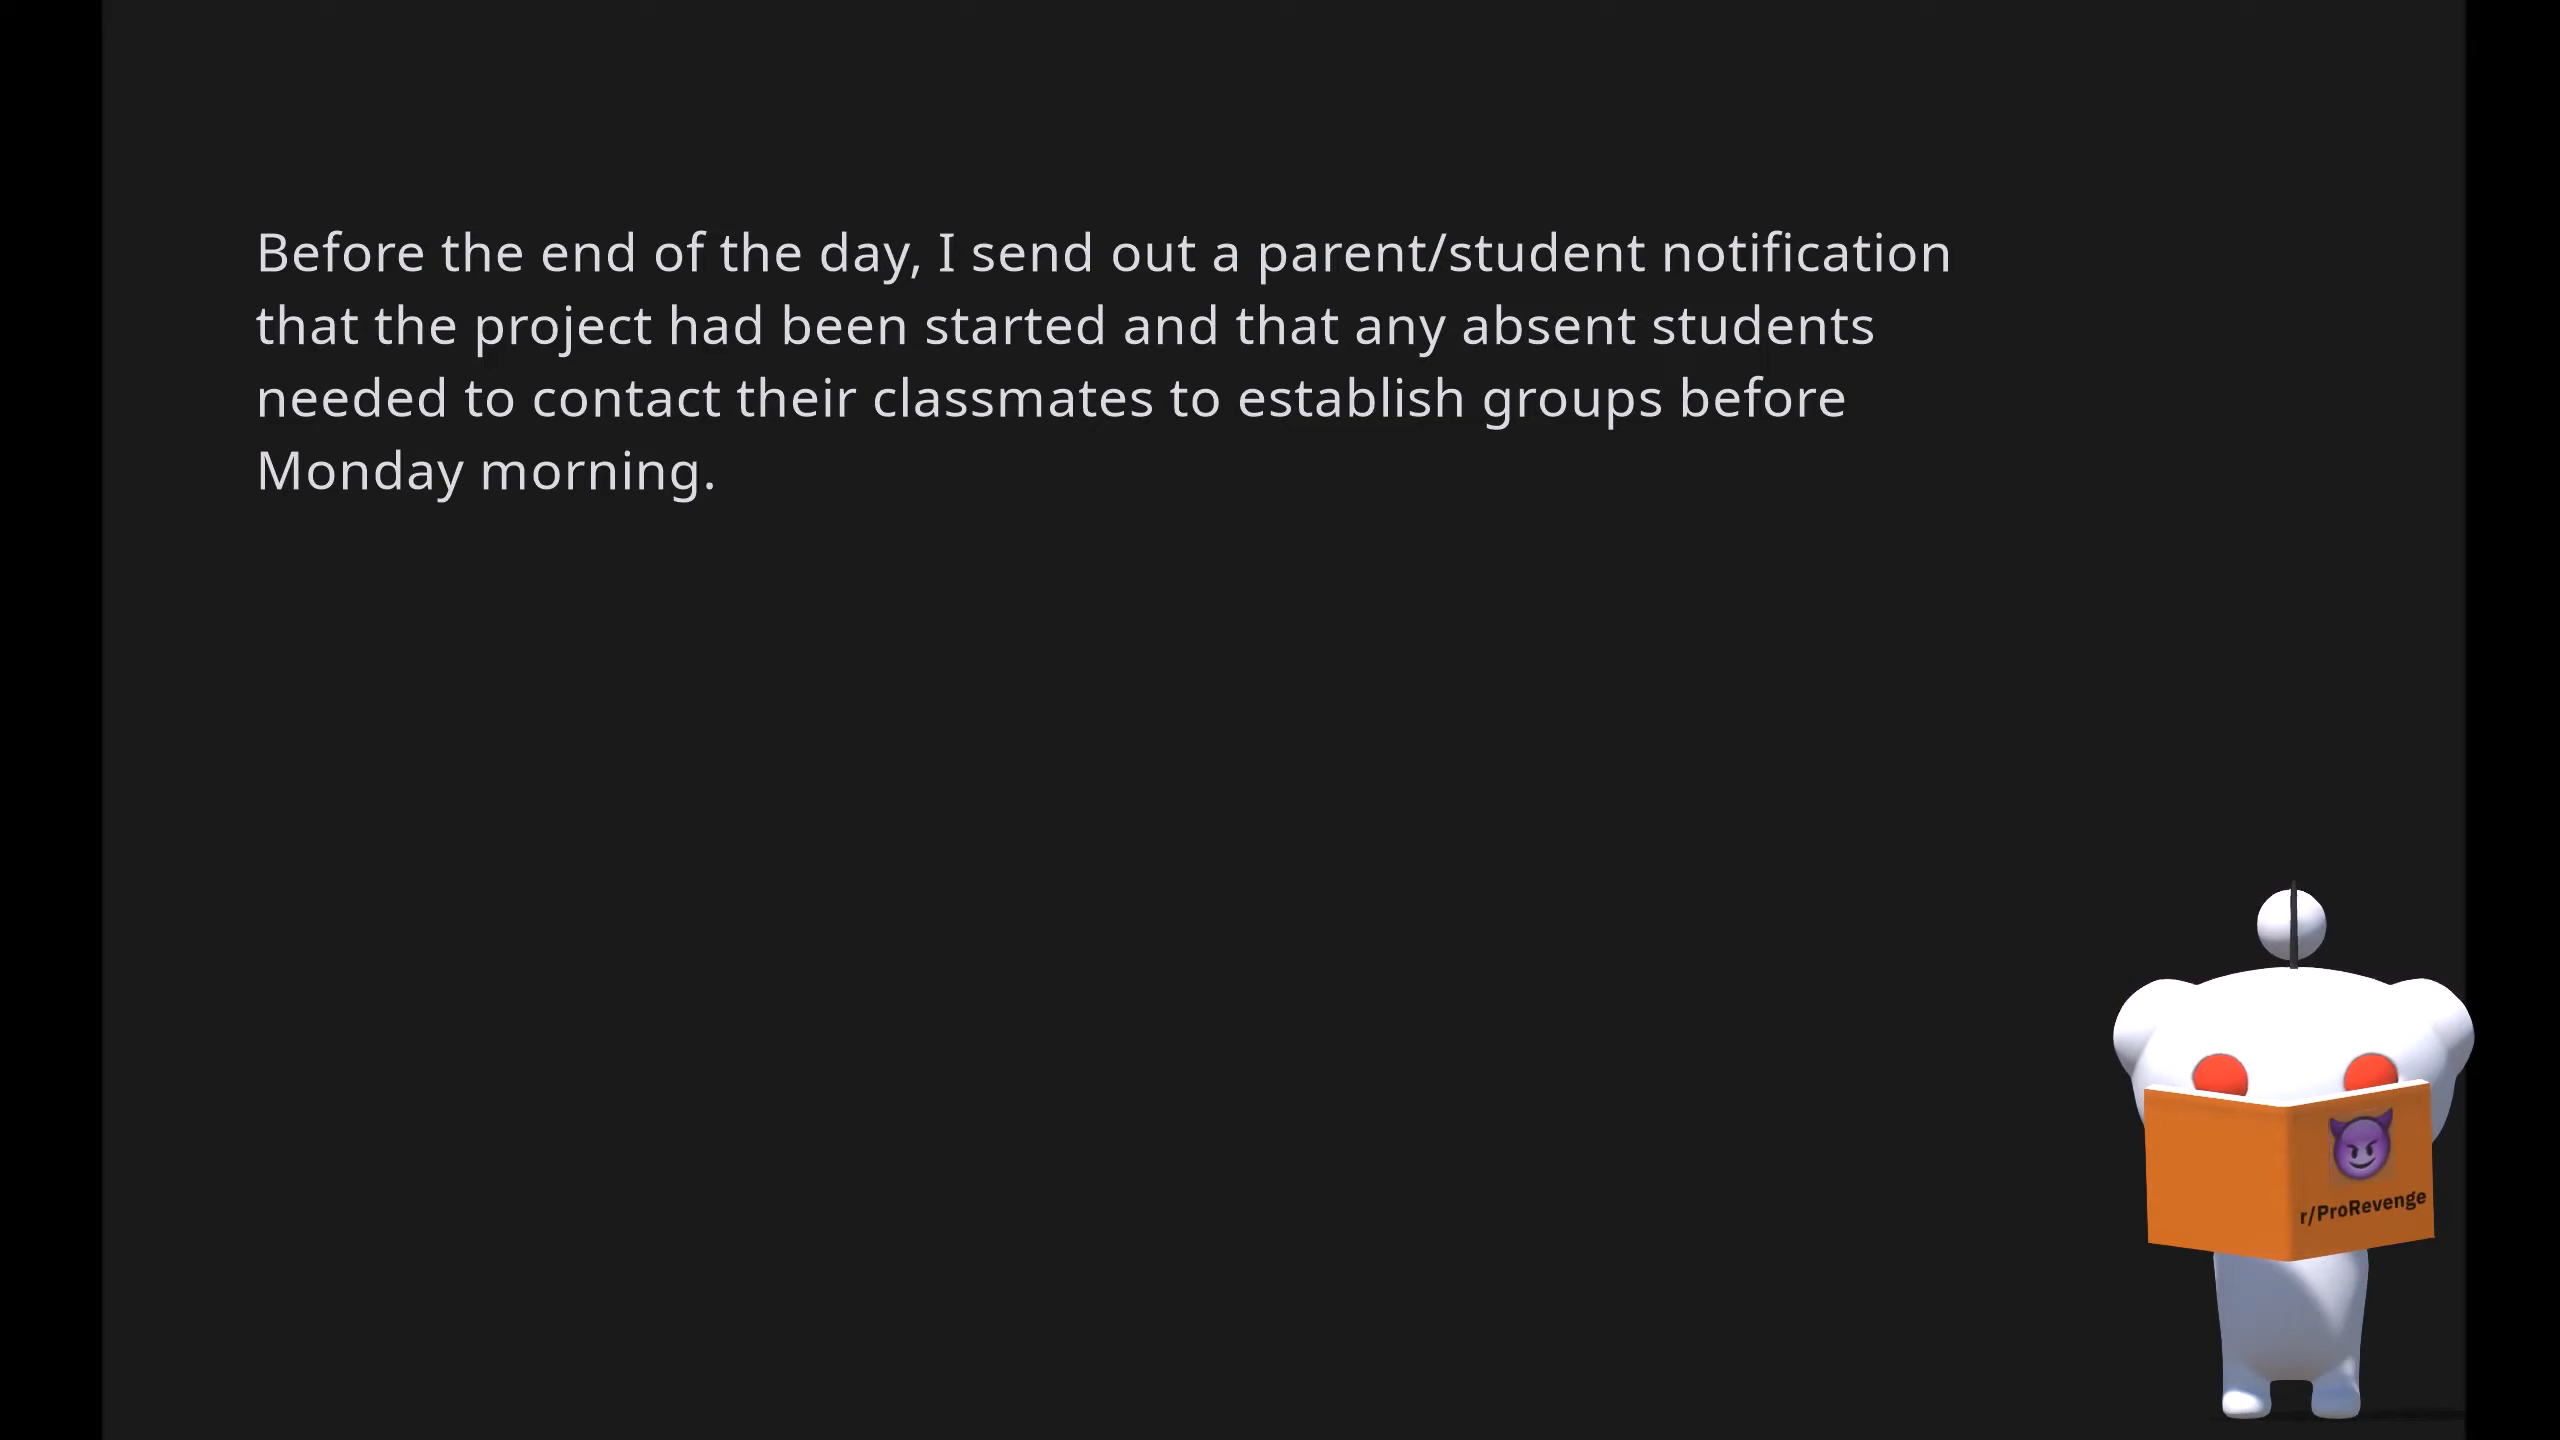 Before the end of the day, I send out a parent/student notification
that the project had been started and that any absent students
needed to contact their classmates to establish groups before
Monday morning.
r/ProRevenge